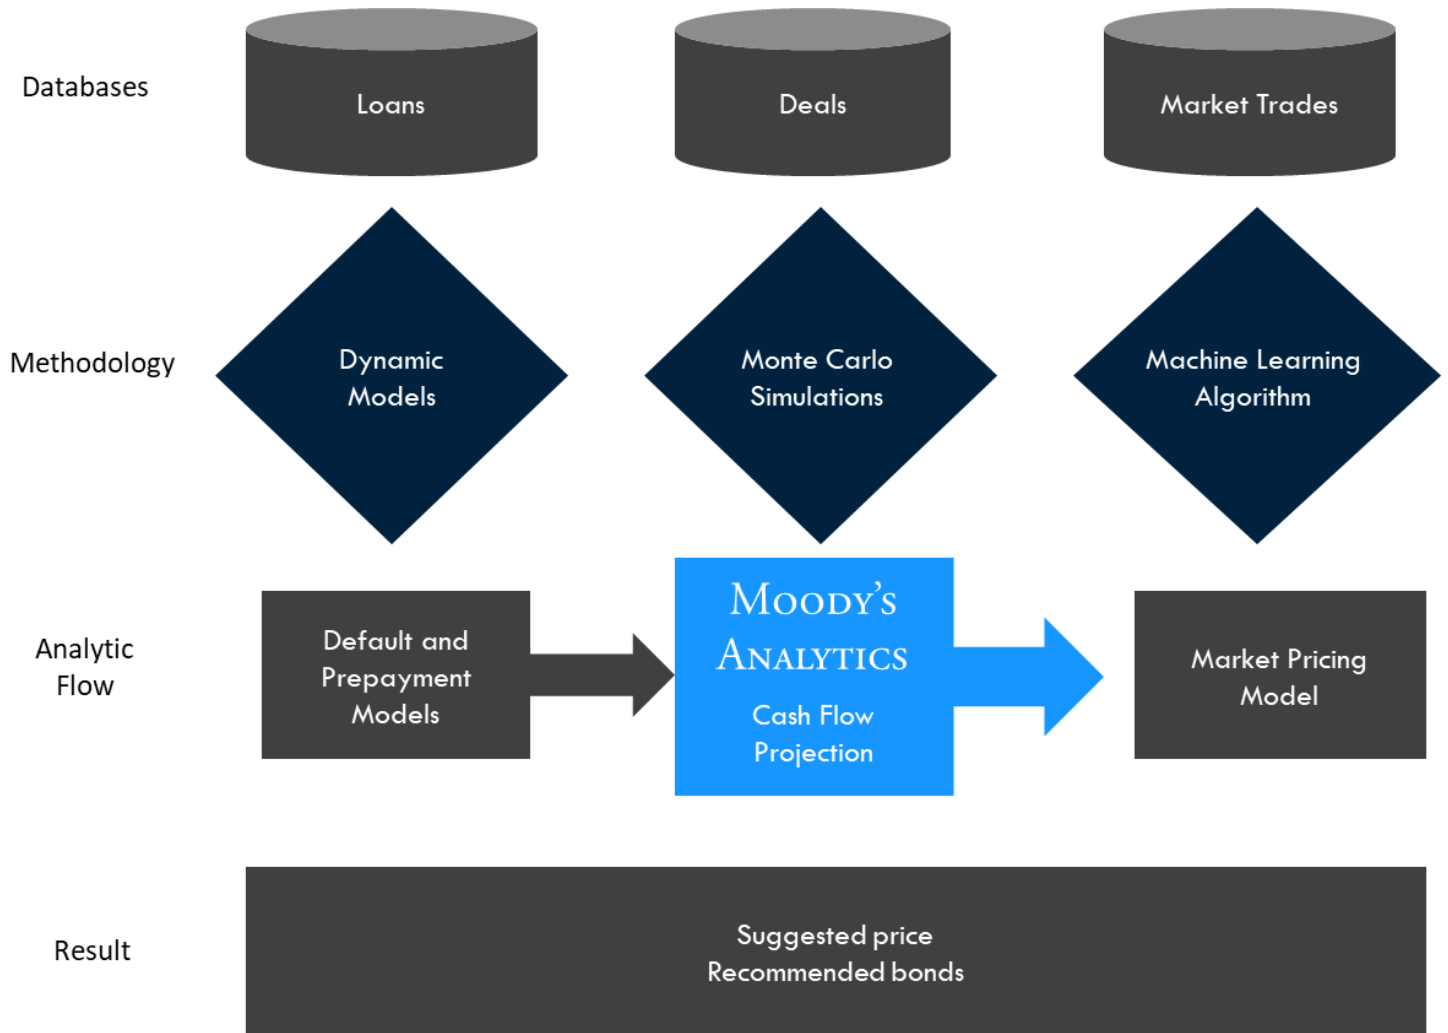 Databases
Loans
Deals
Market Trades
Methodology
Dynamic
Models
Monte Carlo
Simulations
Machine Learning
Algorithm
Analytic
Flow
Default and
Prepayment
Models
MOODY'S
ANALYTICS
Cash Flow
Projection
Market Pricing
Model
Result
Suggested price
Recommended bonds